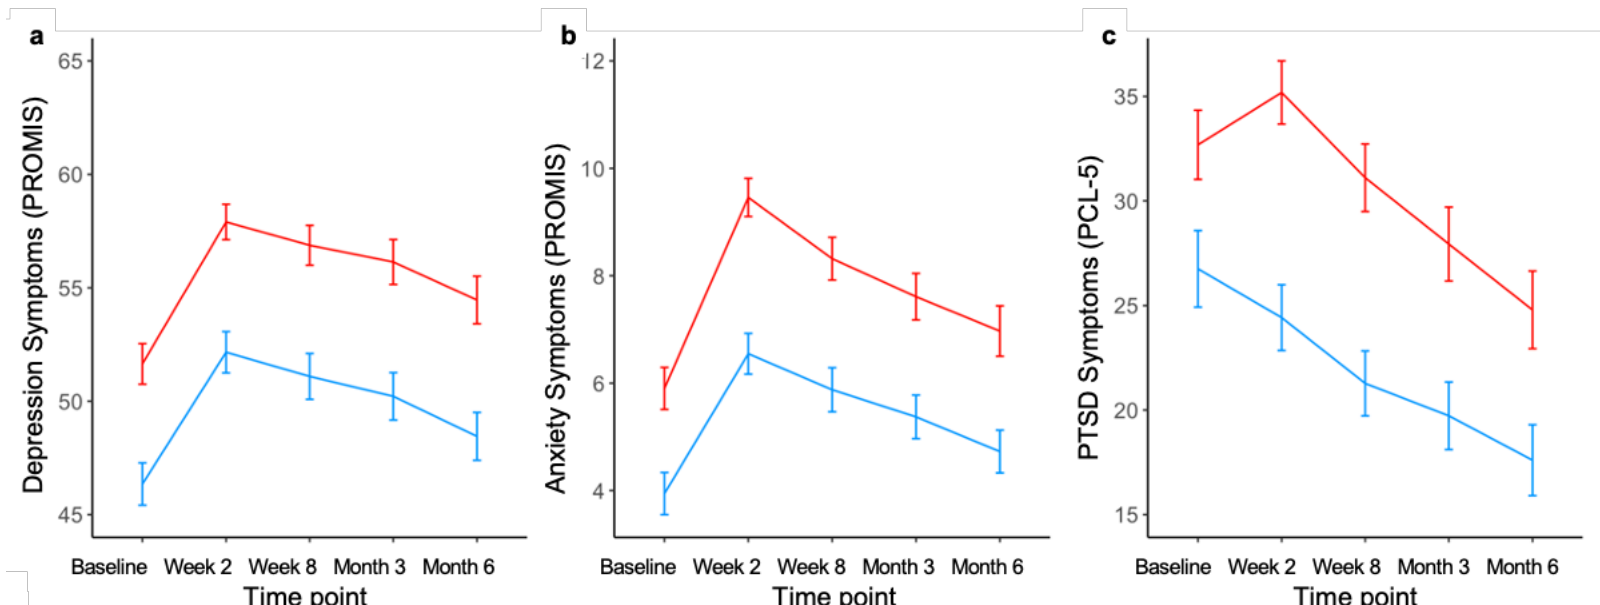 a
Depression Symptoms (PROMIS)
65
60
55
50
45
Baseline Week 2 Week 8 Month 3 Month 6
Time point
b
Anxiety Symptoms (PROMIS)
12
10
8
6
4
Baseline Week 2 Week 8 Month 3 Month 6
Time point
c
PTSD Symptoms (PCL-5)
35
30
25
20
15
Baseline Week 2 Week 8 Month 3 Month 6
Time point